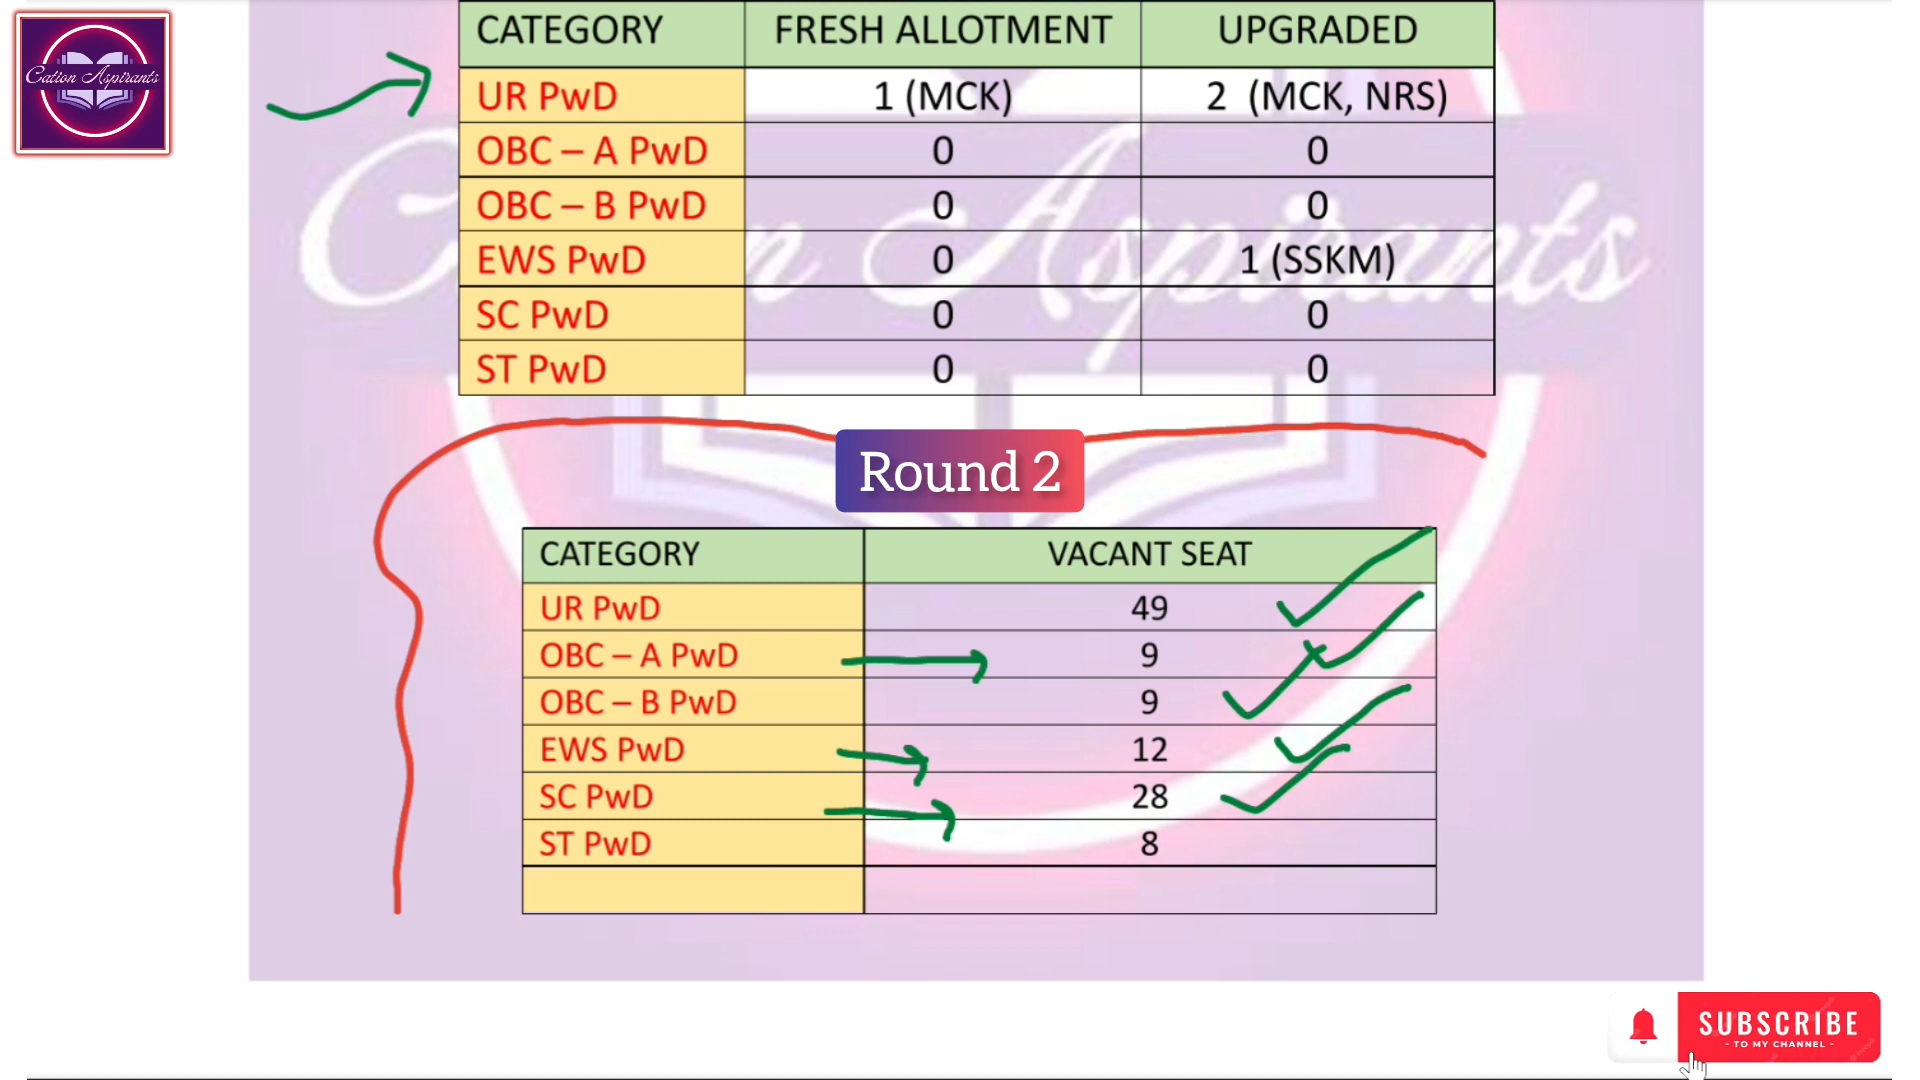 Catlon Aspirants
CATEGORY FRESH ALLOTMENT UPGRADED
UR PwD 1 (MCK) 2 (MCK, NRS)
OBC – A PwD 0 0
OBC – B PwD 0 0
EWS PwD 0 1 (SSKM)
SC PwD 0 0
ST PwD 0 0
Round 2
CATEGORY VACANT SEAT
UR PwD 49
OBC – A PwD 9
OBC – B PwD 9
EWS PwD 12
SC PwD 28
ST PwD 8
SUBSCRIBE
- TO MY CHANNEL -